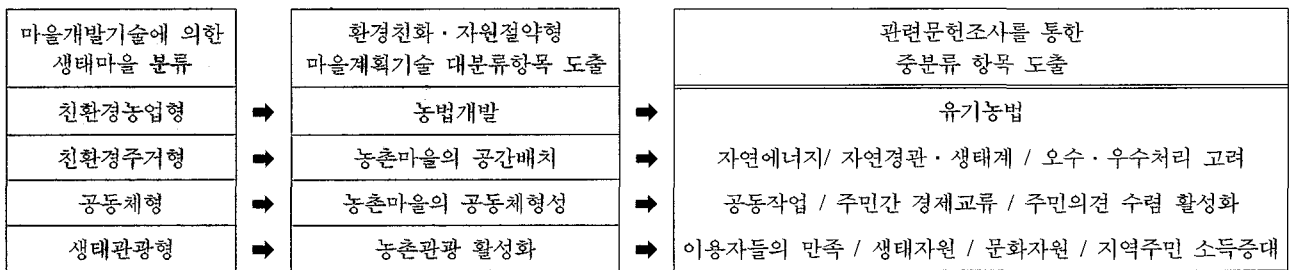 마을개발기술에 의한
생태마을 분류
환경친화·자원절약형
마을계획기술 대분류항목 도출
관련문헌조사를 통한
중분류 항목 도출
친환경농업형 ➡ 농법개발 ➡ 유기농법
친환경주거형 ➡ 농촌마을의 공간배치 ➡ 자연에너지/ 자연경관·생태계 / 오수·우수처리 고려
공동체형 ➡ 농촌마을의 공동체형성 ➡ 공동작업 / 주민간 경제교류 / 주민의견 수렴 활성화
생태관광형 ➡ 농촌관광 활성화 ➡ 이용자들의 만족 / 생태자원 / 문화자원 / 지역주민 소득증대